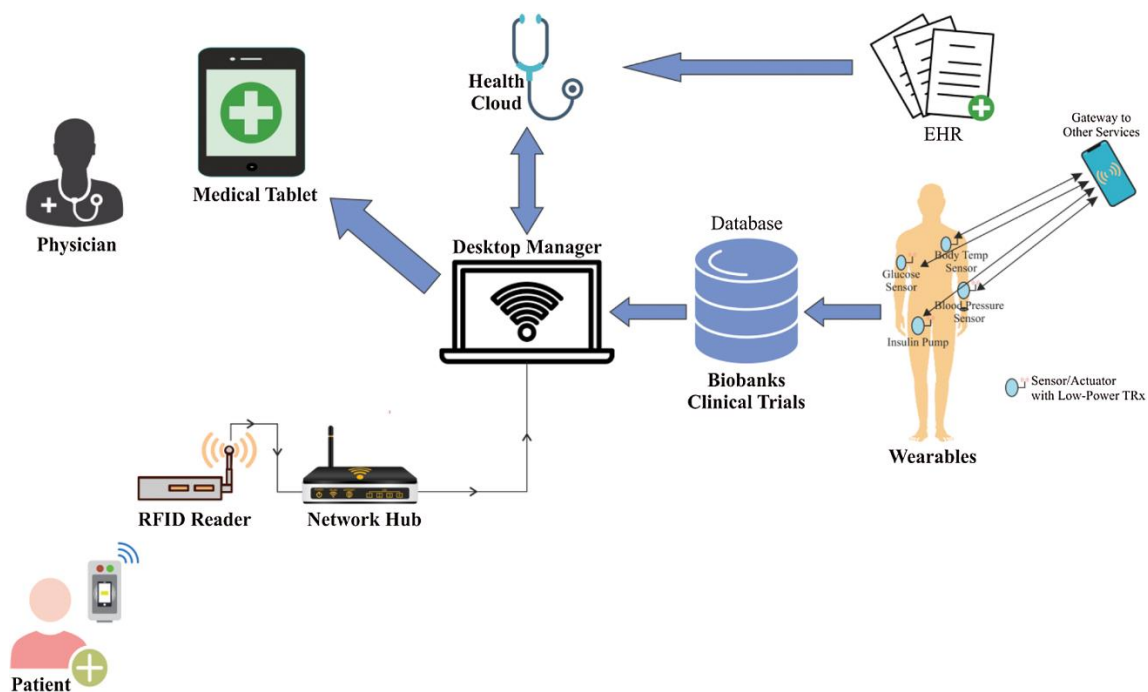 Health
Cloud
EHR
Gateway to
Other Services
Medical Tablet
Physician
Desktop Manager
Database
Body Temp
Sensor
Glucose
Sensor
Blood Pressure
Sensor
Insulin Pump
Biobanks
Clinical Trials
Sensor/Actuator
with Low-Power TRx
Wearables
RFID Reader
Network Hub
Patient